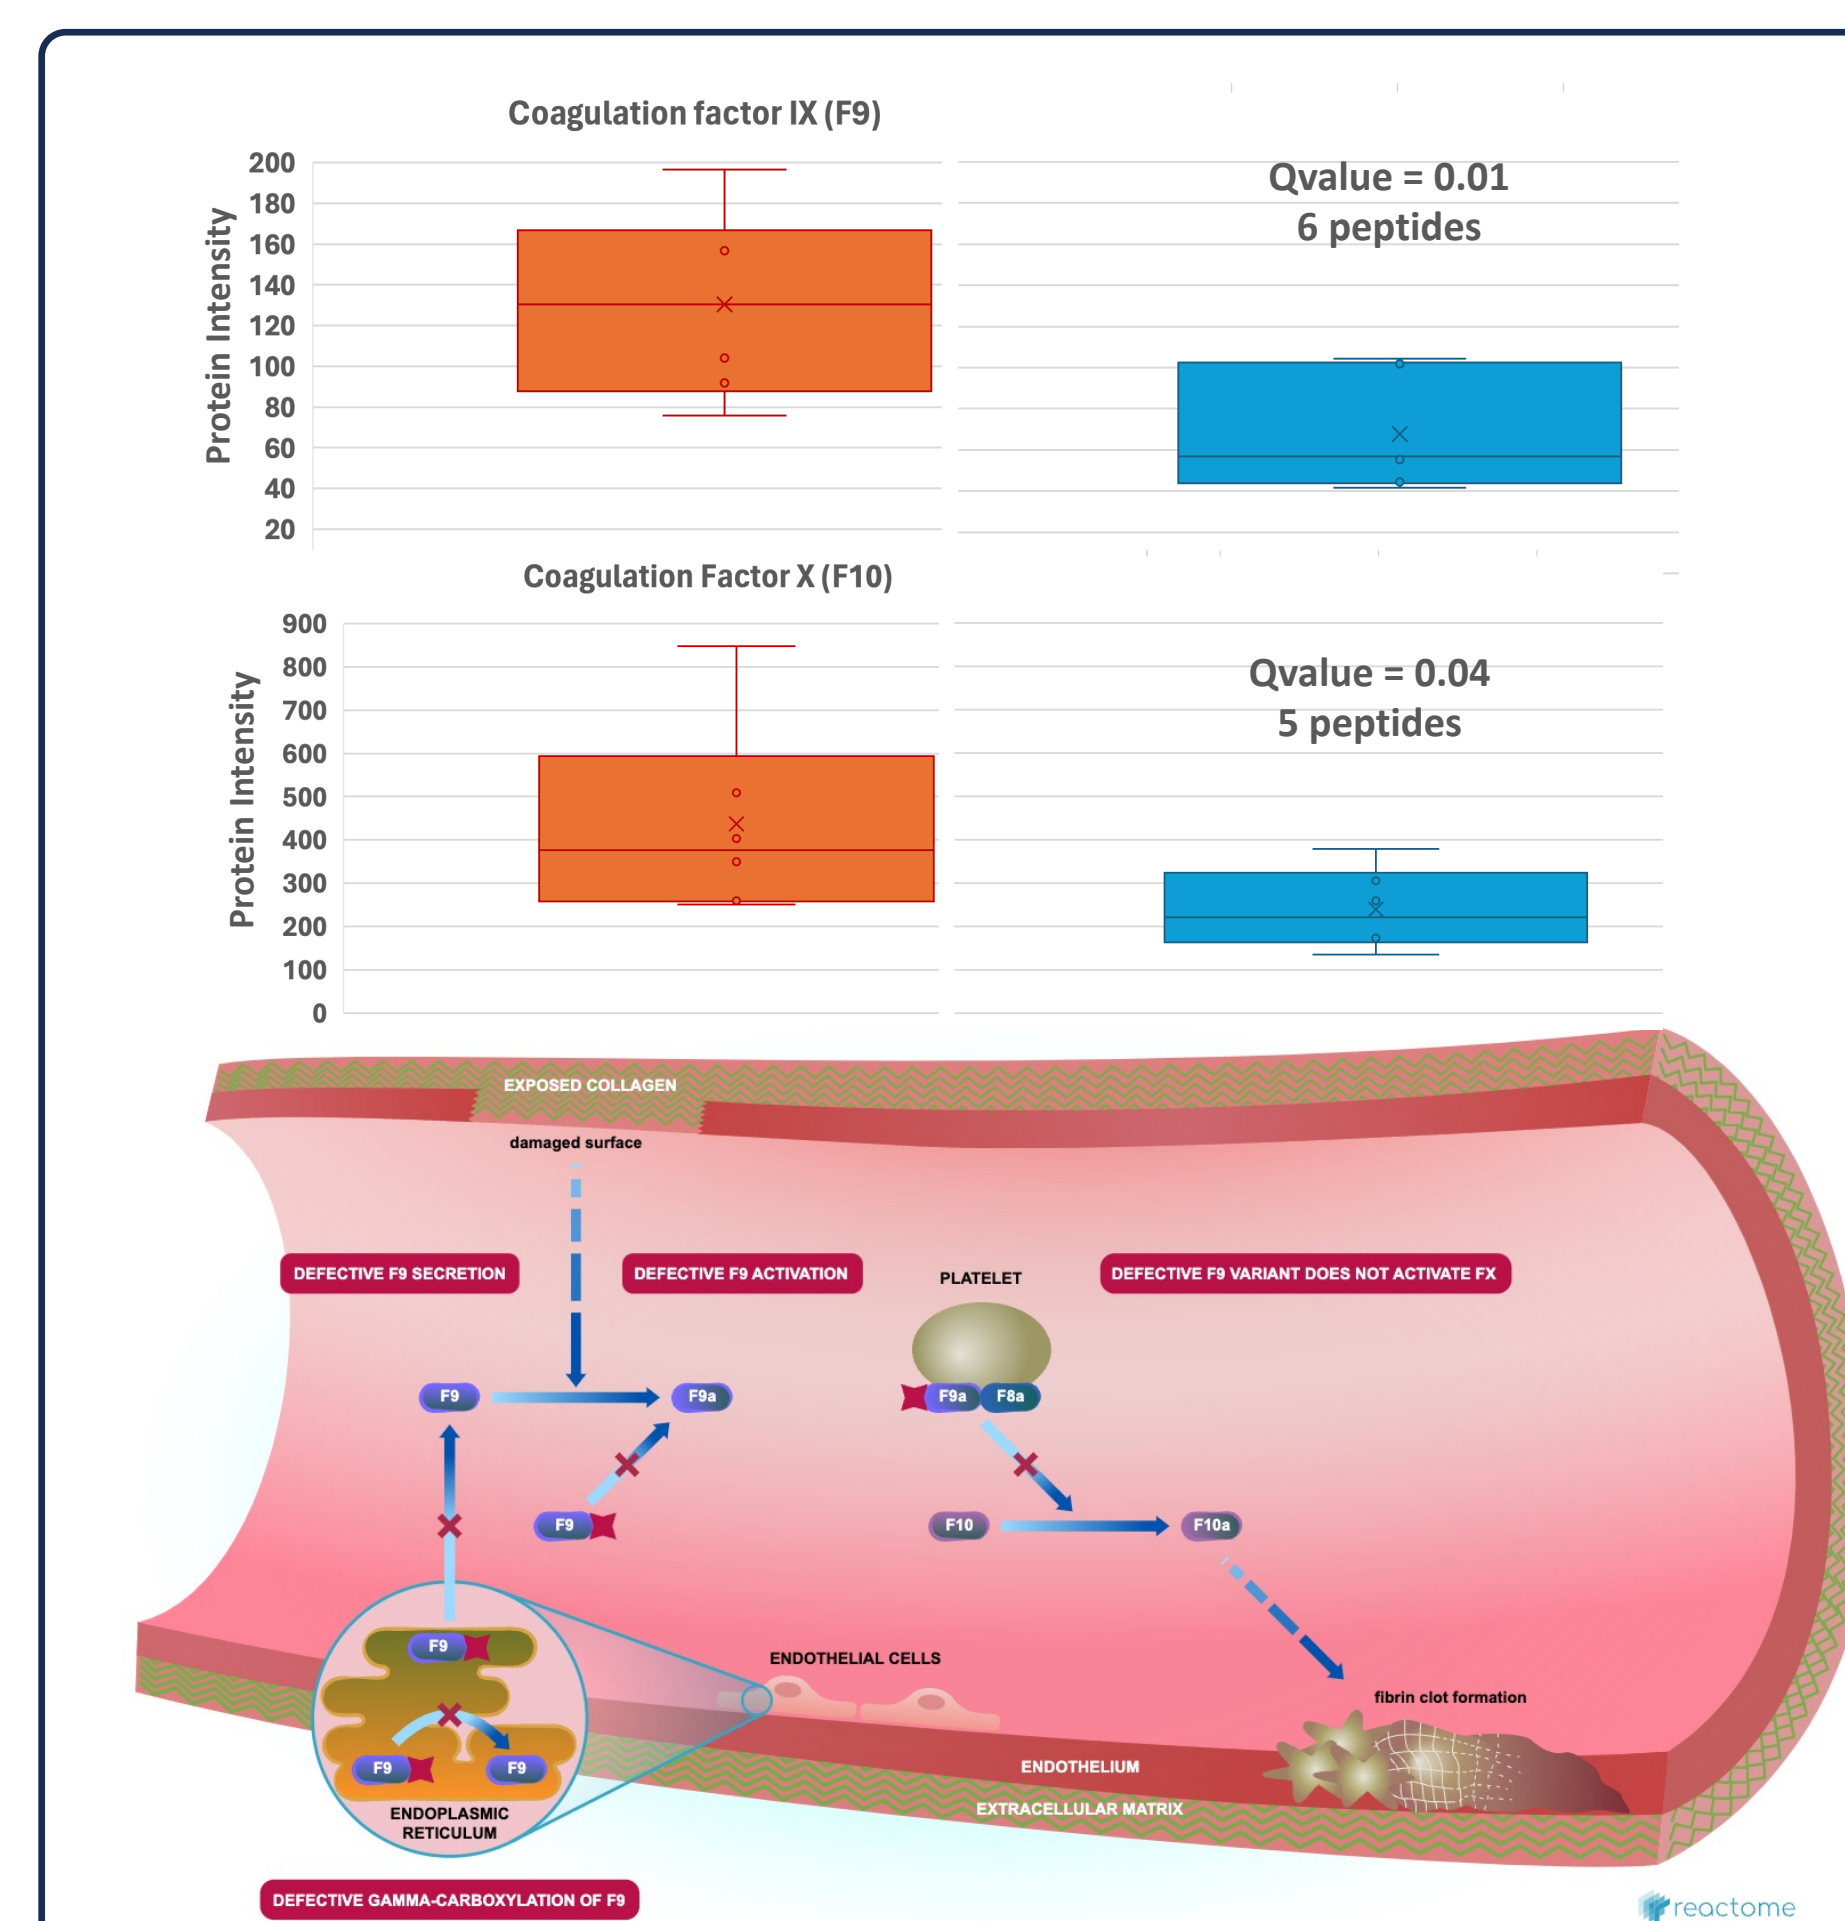 Coagulation factor IX (F9)
Protein Intensity
200
180
160
140
120
100
80
60
40
20
Qvalue = 0.01
6 peptides
Coagulation Factor X (F10)
Protein Intensity
900
800
700
600
500
400
300
200
100
0
Qvalue = 0.04
5 peptides
EXPOSED COLLAGEN
damaged surface
DEFECTIVE F9 SECRETION
DEFECTIVE F9 ACTIVATION
PLATELET
DEFECTIVE F9 VARIANT DOES NOT ACTIVATE FX
F9
F9a
F9a
F8a
F9
F10
F10a
F9
ENDOTHELIAL CELLS
fibrin clot formation
F9
F9
ENDOTHELIUM
EXTRACELLULAR MATRIX
ENDOPLASMIC
RETICULUM
DEFECTIVE GAMMA-CARBOXYLATION OF F9
reactome